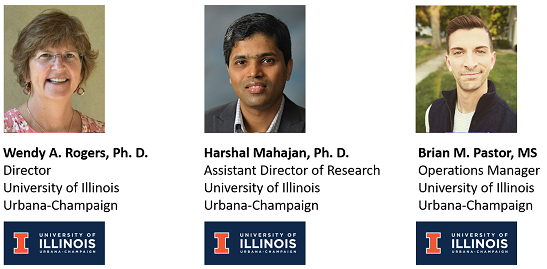 Wendy A. Rogers, Ph. D.
Director
University of Illinois
Urbana-Champaign
I UNIVERSITY OF
ILLINOIS
URBANA-CHAMPAIGN
Harshal Mahajan, Ph. D.
Assistant Director of Research
University of Illinois
Urbana-Champaign
I UNIVERSITY OF
ILLINOIS
URBANA-CHAMPAIGN
Brian M. Pastor, MS
Operations Manager
University of Illinois
Urbana-Champaign
I UNIVERSITY OF
ILLINOIS
URBANA-CHAMPAIGN